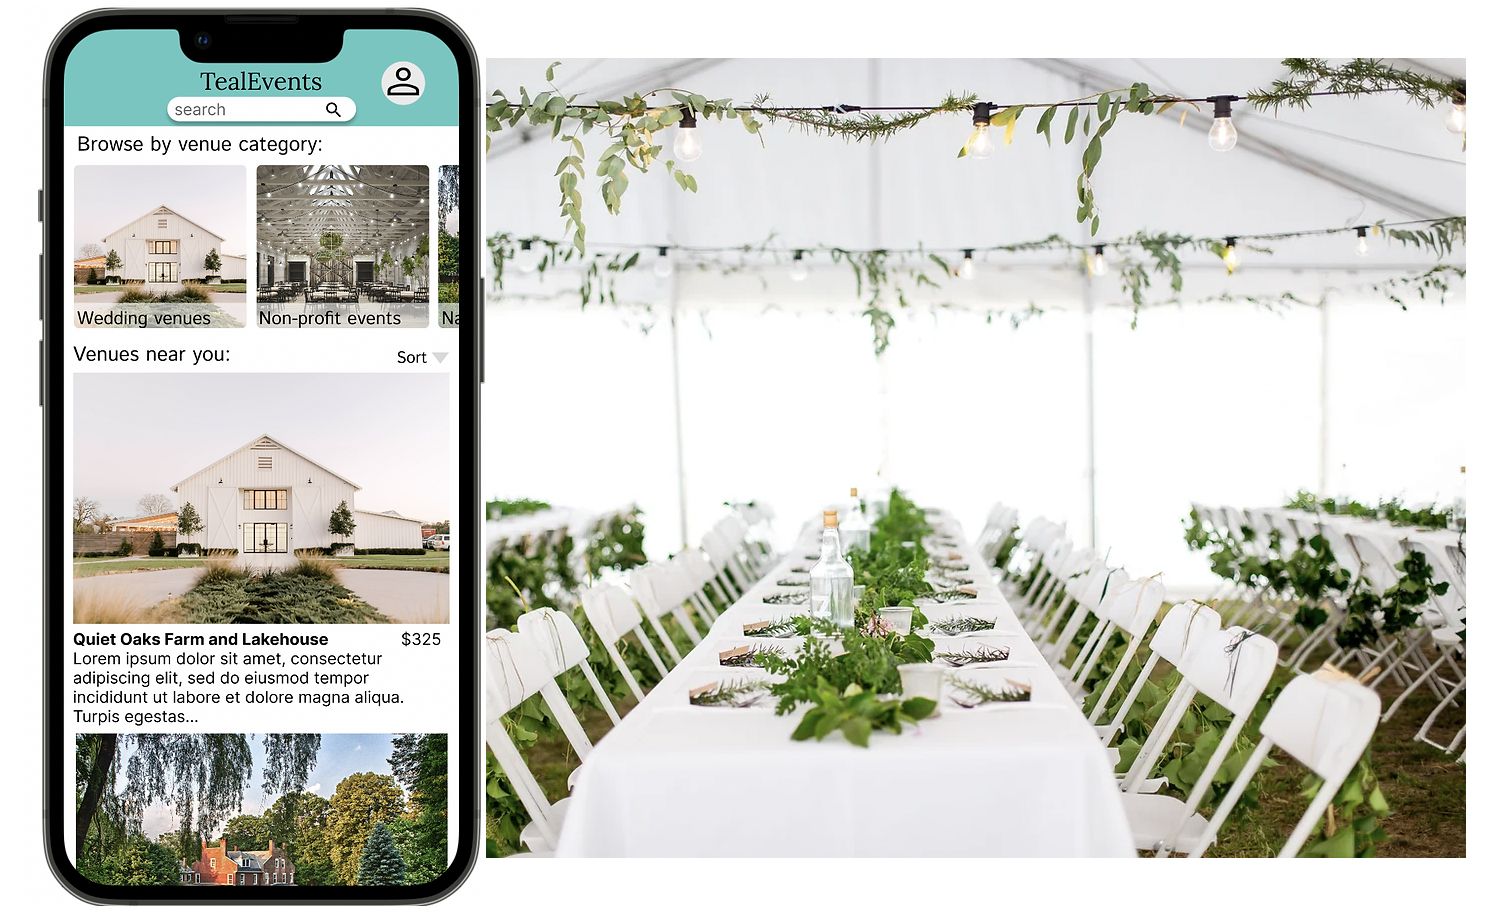 TealEvents
search
Browse by venue category:
Wedding venues
Non-profit events
Na
Venues near you:
Sort
Quiet Oaks Farm and Lakehouse $325
Lorem ipsum dolor sit amet, consectetur
adipiscing elit, sed do eiusmod tempor
incididunt ut labore et dolore magna aliqua.
Turpis egestas...